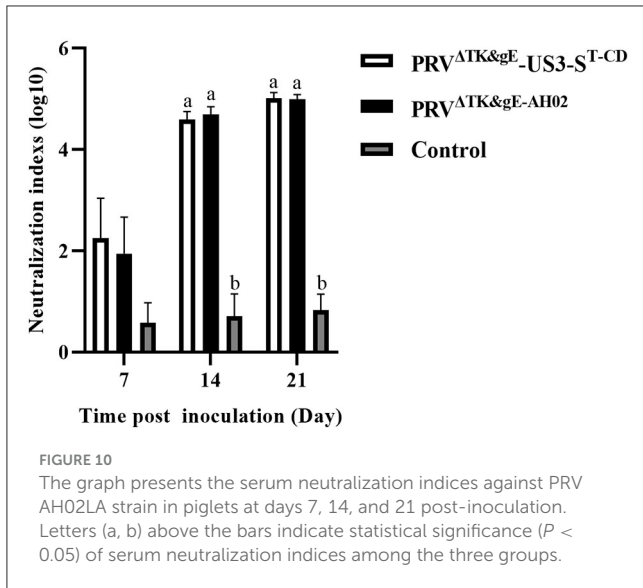 6
4
2
0
Neutralization indexs (log10)
a a
a a
b
b
7
14
21
Time post inoculation (Day)
PRV^ΔTK&gE-US3-S^T-CD
PRV^ΔTK&gE-AH02
Control
FIGURE 10
The graph presents the serum neutralization indices against PRV
AH02LA strain in piglets at days 7, 14, and 21 post-inoculation.
Letters (a, b) above the bars indicate statistical significance (P <
0.05) of serum neutralization indices among the three groups.